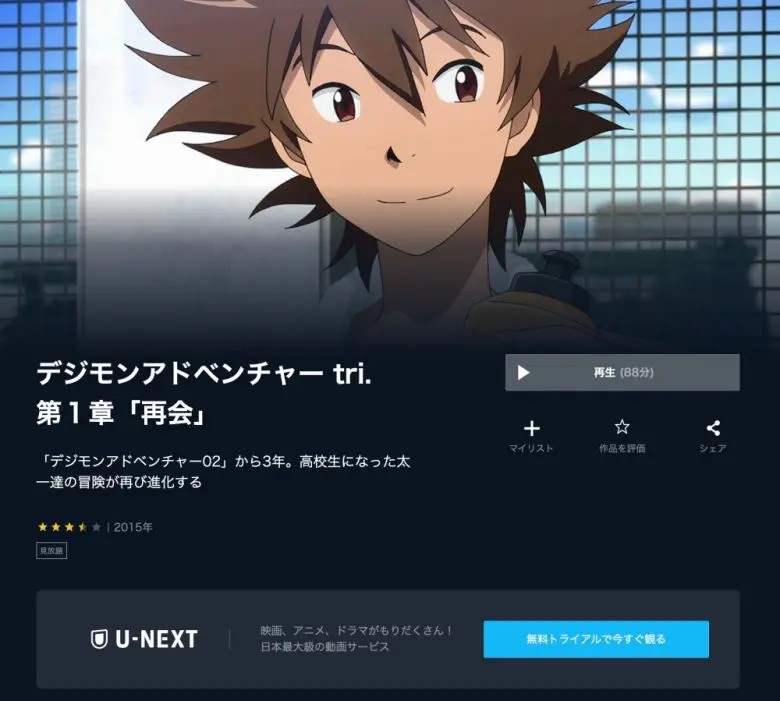 デジモンアドベンチャー tri.
第１章「再会」
再生 (88分)
マイリスト
作品を評価
シェア
「デジモンアドベンチャー02」から3年。高校生になった太
一達の冒険が再び進化する
2015年
見放題
U-NEXT
映画、アニメ、ドラマがもりだくさん！
日本最大級の動画サービス
無料トライアルで今すぐ観る